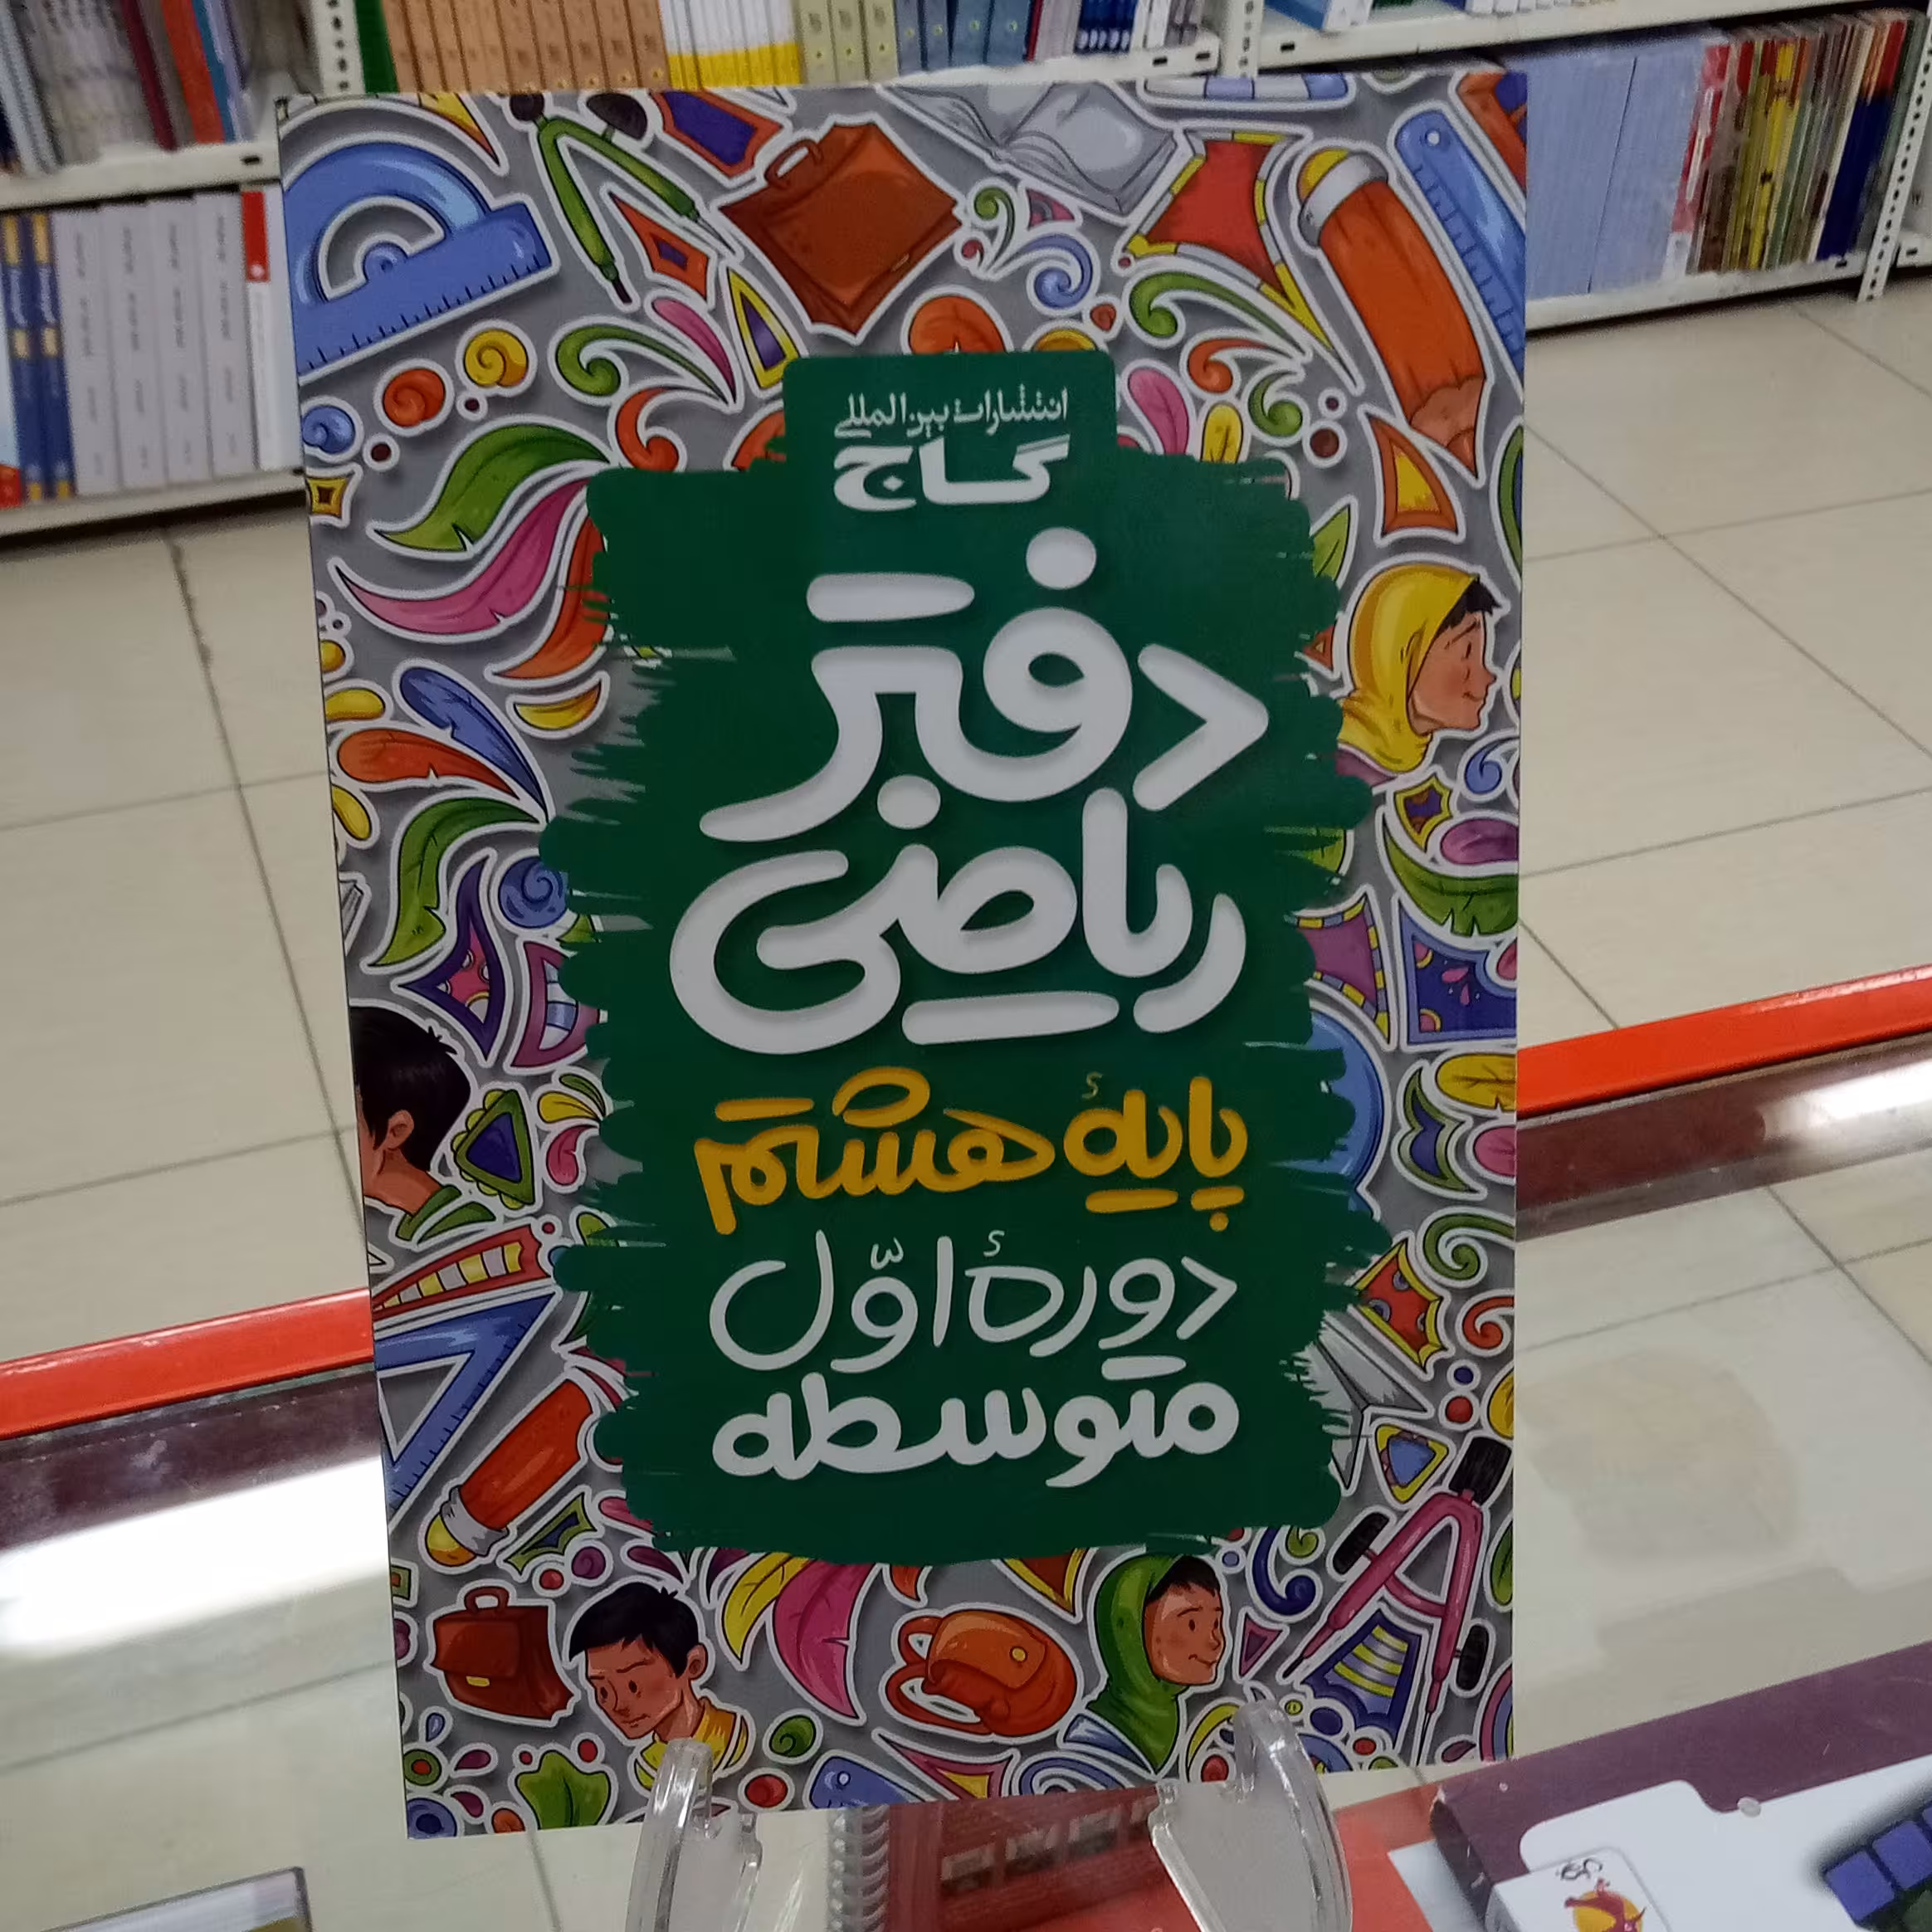 انتشارات بین‌المللی
گاج
دفتر
ریاضی
پایهٔ هشتم
دورهٔ اوّل
متوسطه